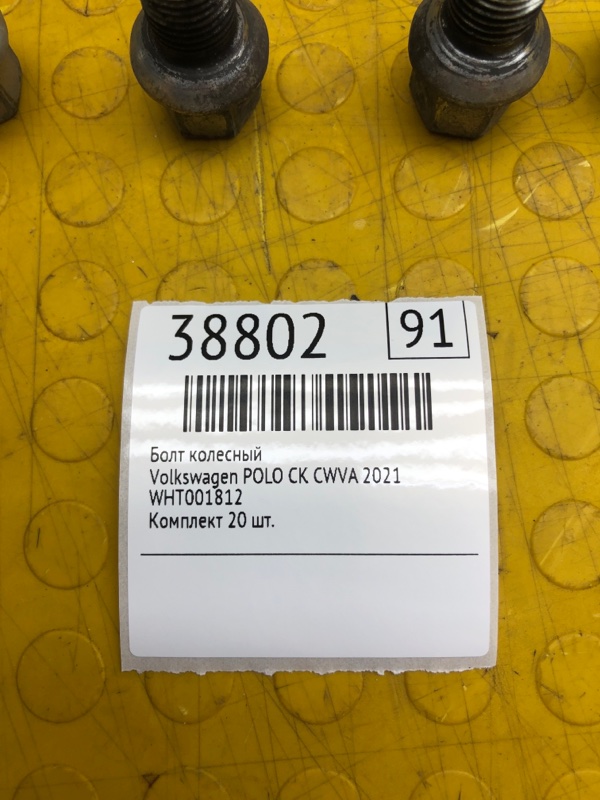 38802 91
Болт колесный
Volkswagen POLO CK CWVA 2021
WHT001812
Комплект 20 шт.